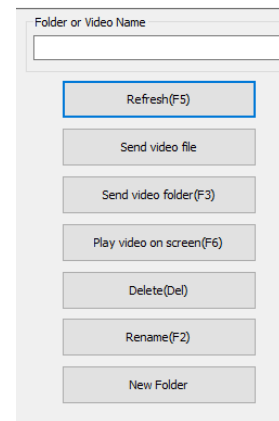 Folder or Video Name
Refresh(F5)
Send video file
Send video folder(F3)
Play video on screen(F6)
Delete(Del)
Rename(F2)
New Folder